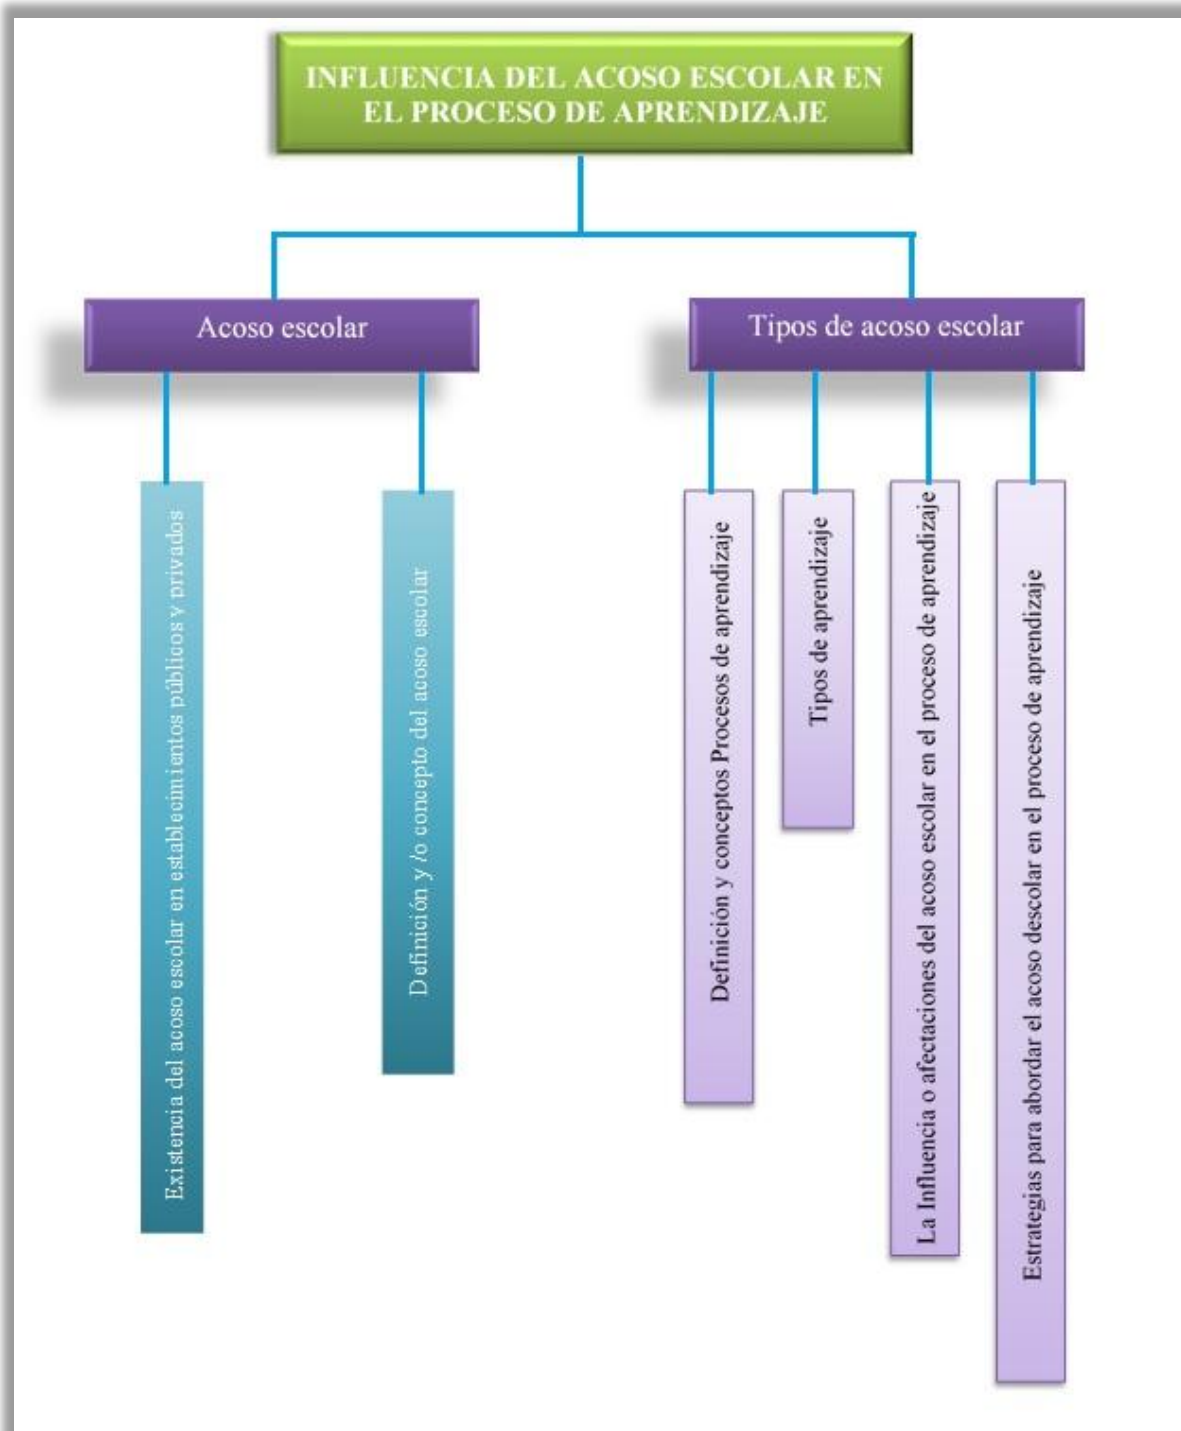 INFLUENCIA DEL ACOSO ESCOLAR EN
EL PROCESO DE APRENDIZAJE
Acoso escolar
Tipos de acoso escolar
Existencia del acoso escolar en establecimientos públicos y privados
Definición y /o concepto del acoso escolar
Definición y conceptos Procesos de aprendizaje
Tipos de aprendizaje
La Influencia o afectaciones del acoso escolar en el proceso de aprendizaje
Estrategias para abordar el acoso descolar en el proceso de aprendizaje